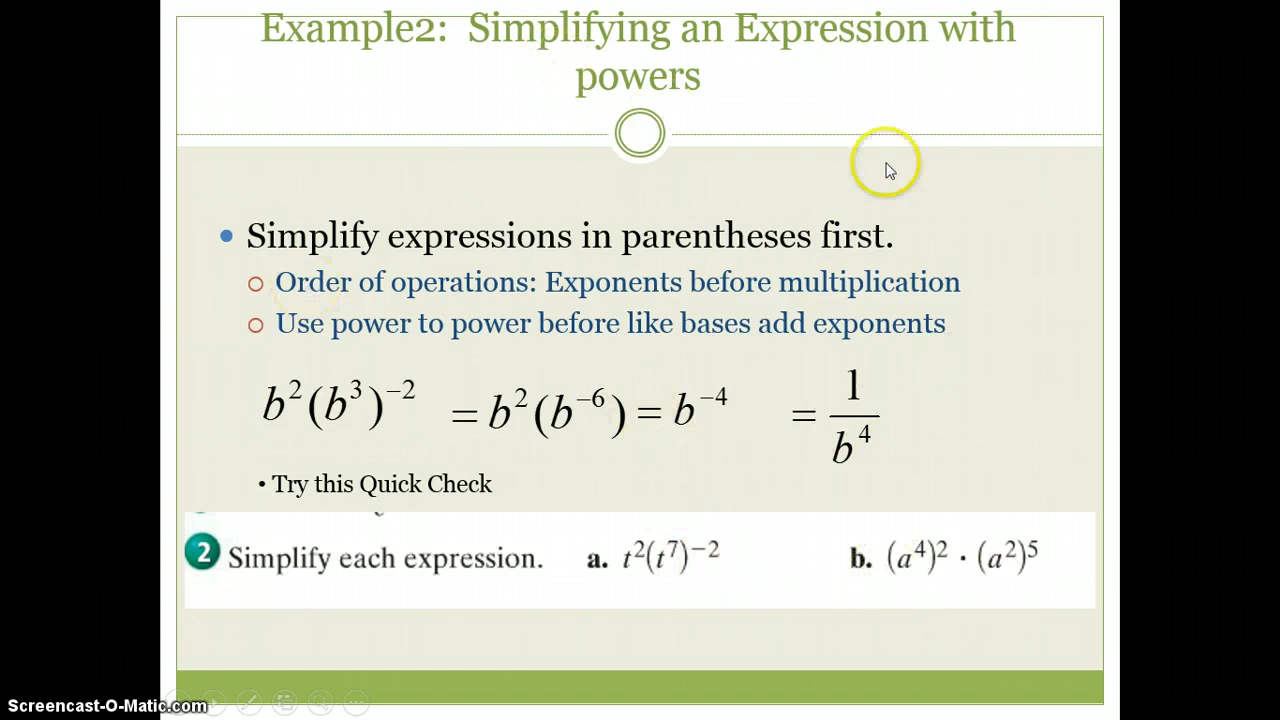 Example2: Simplifying an Expression with
powers
• Simplify expressions in parentheses first.
○ Order of operations: Exponents before multiplication
○ Use power to power before like bases add exponents
b²(b³)⁻² = b²(b⁻⁶) = b⁻⁴ = 1/b⁴
• Try this Quick Check
2 Simplify each expression. a. t²(t⁷)⁻² b. (a⁴)² · (a²)⁵
Screencast-O-Matic.com